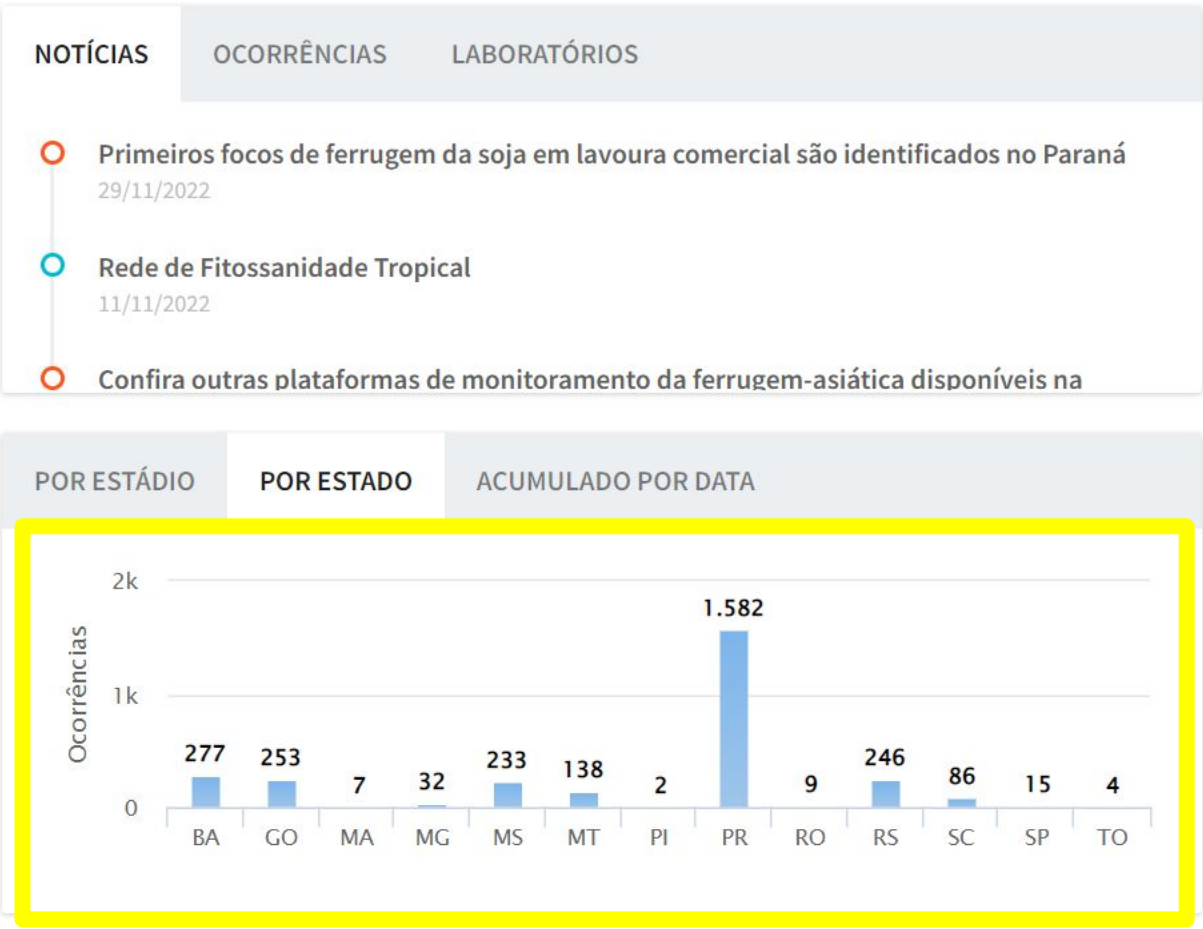 NOTÍCIAS OCORRÊNCIAS LABORATÓRIOS
Primeiros focos de ferrugem da soja em lavoura comercial são identificados no Paraná
29/11/2022
Rede de Fitossanidade Tropical
11/11/2022
Confira outras plataformas de monitoramento da ferrugem-asiática disponíveis na
POR ESTÁDIO POR ESTADO ACUMULADO POR DATA
Ocorrências
2k
1k
0
277 253 7 32 233 138 2 1.582 9 246 86 15 4
BA GO MA MG MS MT PI PR RO RS SC SP TO